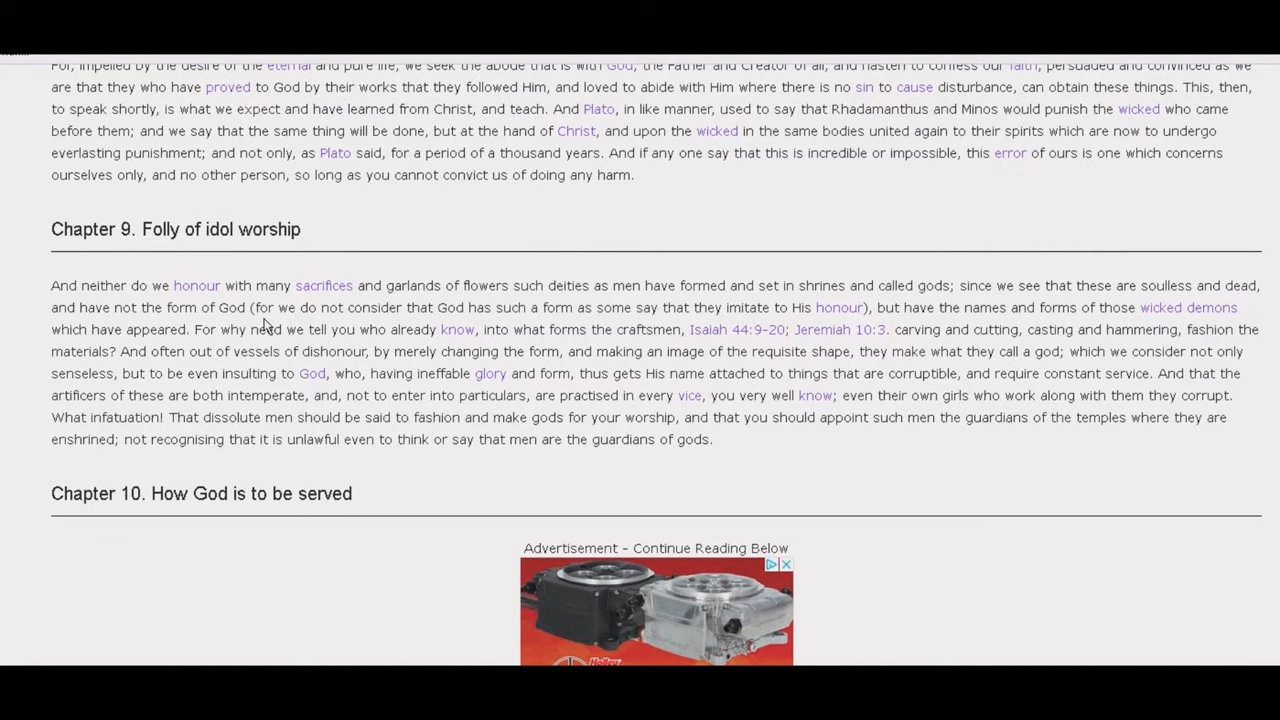 For, impelled by the desire of the eternal and pure life, we seek the abode that is with God, the Father and Creator of all, and hasten to confess our faith, persuaded and convinced as we
are that they who have proved to God by their works that they followed Him, and loved to abide with Him where there is no sin to cause disturbance, can obtain these things. This, then,
to speak shortly, is what we expect and have learned from Christ, and teach. And Plato, in like manner, used to say that Rhadamanthus and Minos would punish the wicked who came
before them; and we say that the same thing will be done, but at the hand of Christ, and upon the wicked in the same bodies united again to their spirits which are now to undergo
everlasting punishment; and not only, as Plato said, for a period of a thousand years. And if any one say that this is incredible or impossible, this error of ours is one which concerns
ourselves only, and no other person, so long as you cannot convict us of doing any harm.
Chapter 9. Folly of idol worship
And neither do we honour with many sacrifices and garlands of flowers such deities as men have formed and set in shrines and called gods; since we see that these are soulless and dead,
and have not the form of God (for we do not consider that God has such a form as some say that they imitate to His honour), but have the names and forms of those wicked demons
which have appeared. For why need we tell you who already know, into what forms the craftsmen, Isaiah 44:9-20; Jeremiah 10:3. carving and cutting, casting and hammering, fashion the
materials? And often out of vessels of dishonour, by merely changing the form, and making an image of the requisite shape, they make what they call a god; which we consider not only
senseless, but to be even insulting to God, who, having ineffable glory and form, thus gets His name attached to things that are corruptible, and require constant service. And that the
artificers of these are both intemperate, and, not to enter into particulars, are practised in every vice, you very well know; even their own girls who work along with them they corrupt.
What infatuation! That dissolute men should be said to fashion and make gods for your worship, and that you should appoint such men the guardians of the temples where they are
enshrined; not recognising that it is unlawful even to think or say that men are the guardians of gods.
Chapter 10. How God is to be served
Advertisement - Continue Reading Below
Holley